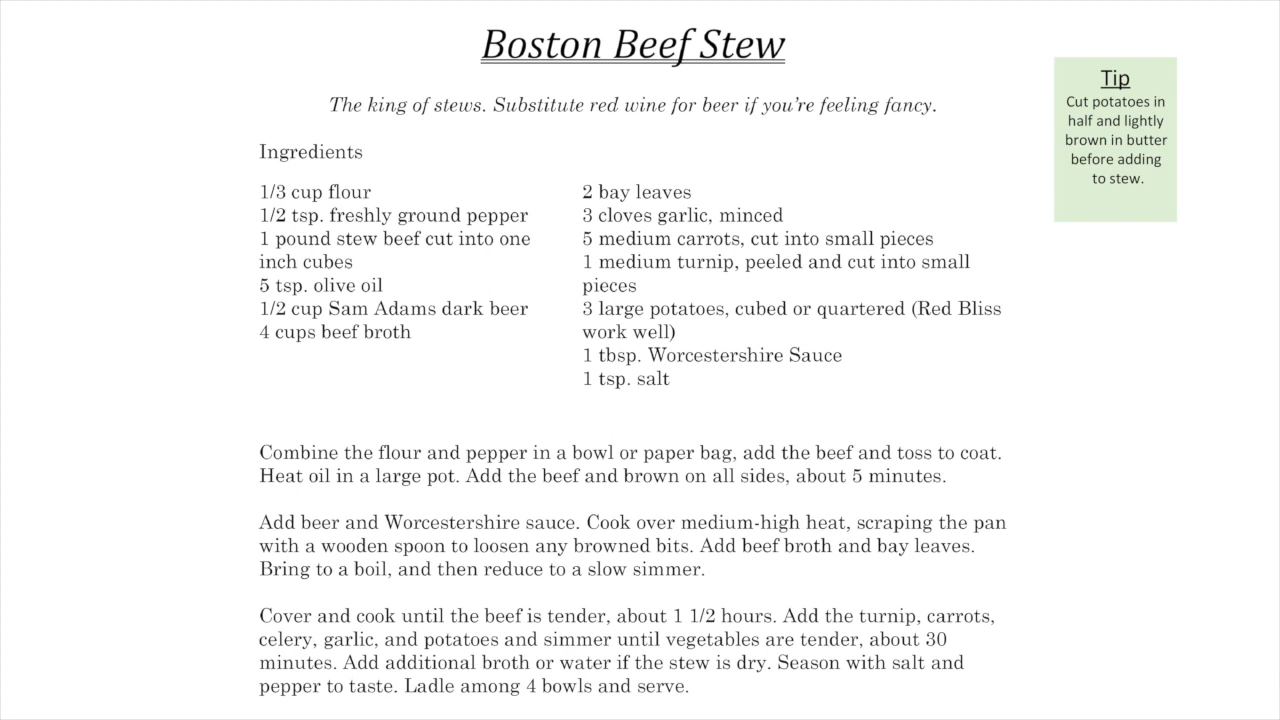 Boston Beef Stew
The king of stews. Substitute red wine for beer if you're feeling fancy.
Ingredients
1/3 cup flour
1/2 tsp. freshly ground pepper
1 pound stew beef cut into one
inch cubes
5 tsp. olive oil
1/2 cup Sam Adams dark beer
4 cups beef broth
2 bay leaves
3 cloves garlic, minced
5 medium carrots, cut into small pieces
1 medium turnip, peeled and cut into small
pieces
3 large potatoes, cubed or quartered (Red Bliss
work well)
1 tbsp. Worcestershire Sauce
1 tsp. salt
Combine the flour and pepper in a bowl or paper bag, add the beef and toss to coat.
Heat oil in a large pot. Add the beef and brown on all sides, about 5 minutes.
Add beer and Worcestershire sauce. Cook over medium-high heat, scraping the pan
with a wooden spoon to loosen any browned bits. Add beef broth and bay leaves.
Bring to a boil, and then reduce to a slow simmer.
Cover and cook until the beef is tender, about 1 1/2 hours. Add the turnip, carrots,
celery, garlic, and potatoes and simmer until vegetables are tender, about 30
minutes. Add additional broth or water if the stew is dry. Season with salt and
pepper to taste. Ladle among 4 bowls and serve.
Tip
Cut potatoes in
half and lightly
brown in butter
before adding
to stew.